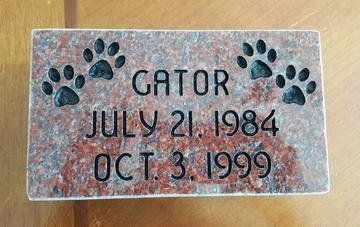 GATOR
JULY 21, 1984
OCT. 3, 1999